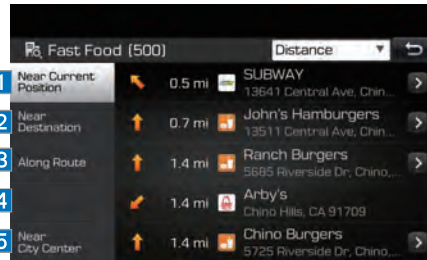 Fast Food (500)
Distance
1
Near Current
Position
0.5 mi
SUBWAY
13641 Central Ave, Chin...
2
Near
Destination
0.7 mi
John's Hamburgers
13511 Central Ave, Chin...
3
Along Route
1.4 mi
Ranch Burgers
5685 Riverside Dr, Chino,...
4
1.4 mi
Arby's
Chino Hills, CA 91709
5
Near
City Center
1.4 mi
Chino Burgers
5725 Riverside Dr, Chino,...